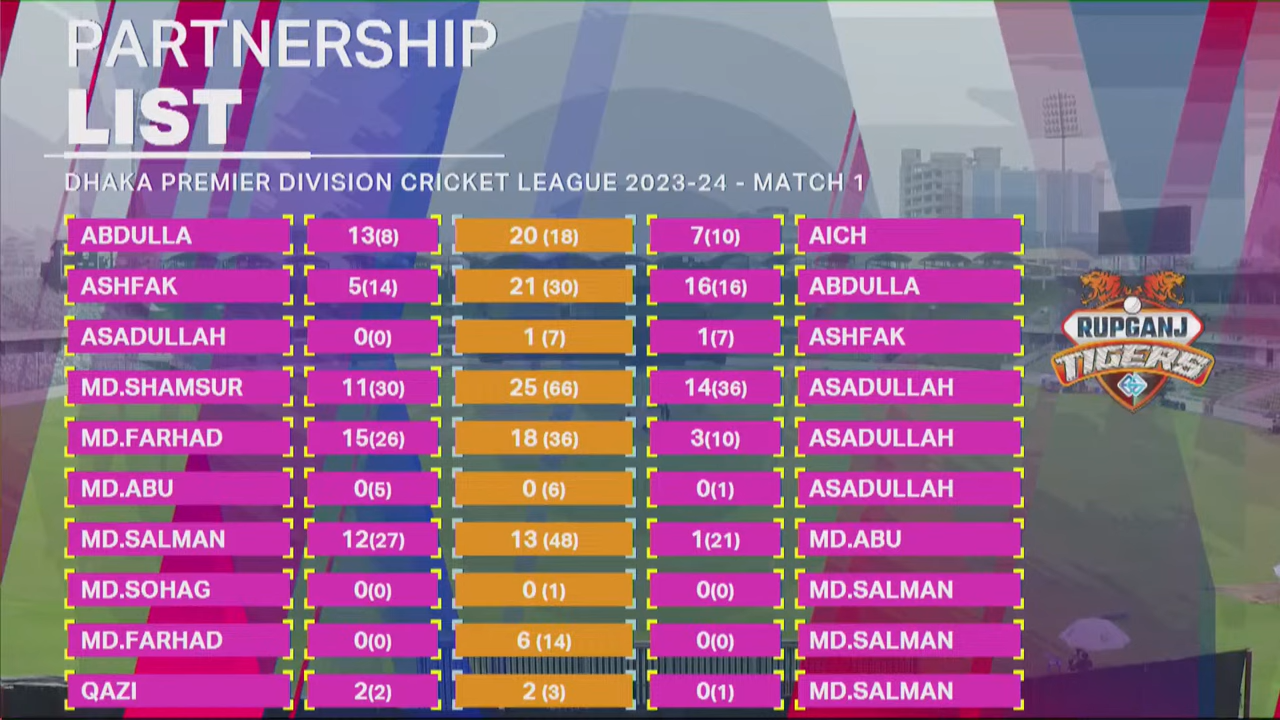 PARTNERSHIP
LIST
DHAKA PREMIER DIVISION CRICKET LEAGUE 2023-24 - MATCH 1
ABDULLA 13(8) 20 (18) 7(10) AICH
ASHFAK 5(14) 21 (30) 16(16) ABDULLA
ASADULLAH 0(0) 1 (7) 1(7) ASHFAK
MD.SHAMSUR 11(30) 25 (66) 14(36) ASADULLAH
MD.FARHAD 15(26) 18 (36) 3(10) ASADULLAH
MD.ABU 0(5) 0 (6) 0(1) ASADULLAH
MD.SALMAN 12(27) 13 (48) 1(21) MD.ABU
MD.SOHAG 0(0) 0 (1) 0(0) MD.SALMAN
MD.FARHAD 0(0) 6 (14) 0(0) MD.SALMAN
QAZI 2(2) 2 (3) 0(1) MD.SALMAN
RUPGANJ
TIGERS